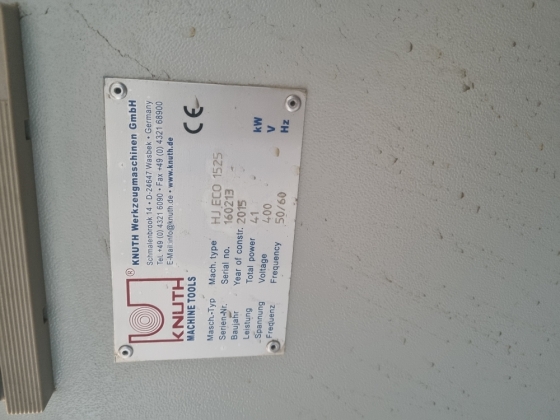 KNUTH
MACHINE TOOLS
®
KNUTH Werkzeugmaschinen GmbH
Schmalenbrook 14 • D-24647 Wasbek • Germany
Tel. +49 (0) 4321 6090 • Fax +49 (0) 4321 68900
E-Mail: info@knuth.de • www.knuth.de
CE
Masch.-Typ Mach. type HJ ECO 1525
Serien-Nr. Serial no. 160213
Baujahr Year of constr. 2015
Leistung Total power 41 kW
Spannung Voltage 400 V
Frequenz Frequency 50/60 Hz